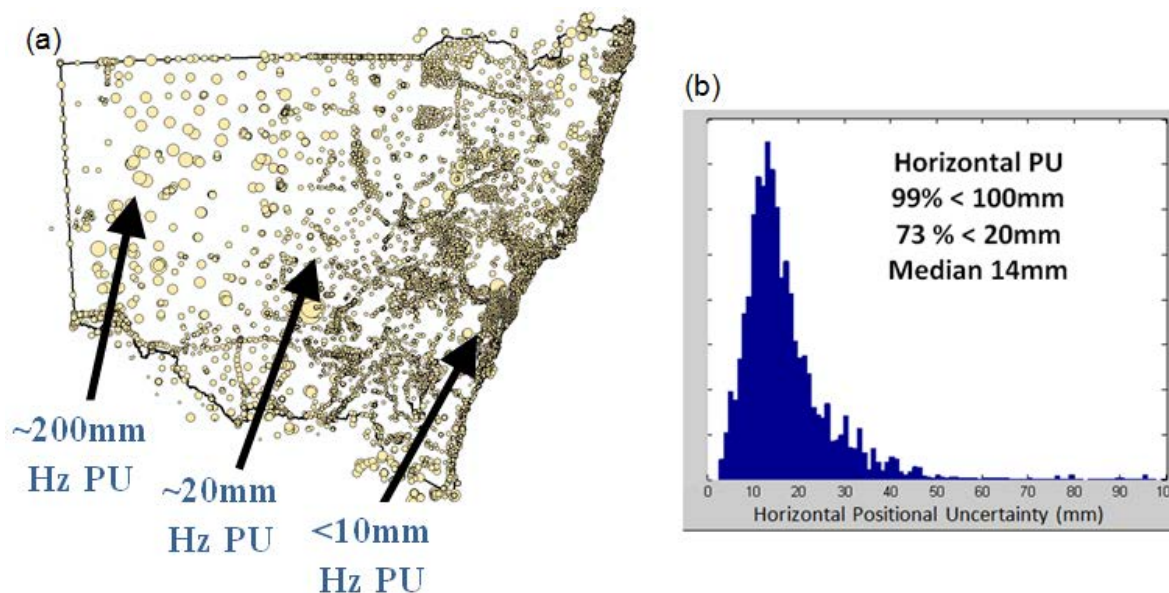 (a)
~200mm
Hz PU
~20mm
Hz PU
<10mm
Hz PU
(b)
Horizontal PU
99% < 100mm
73 % < 20mm
Median 14mm
0 10 20 30 40 50 60 70 80 90 100
Horizontal Positional Uncertainty (mm)